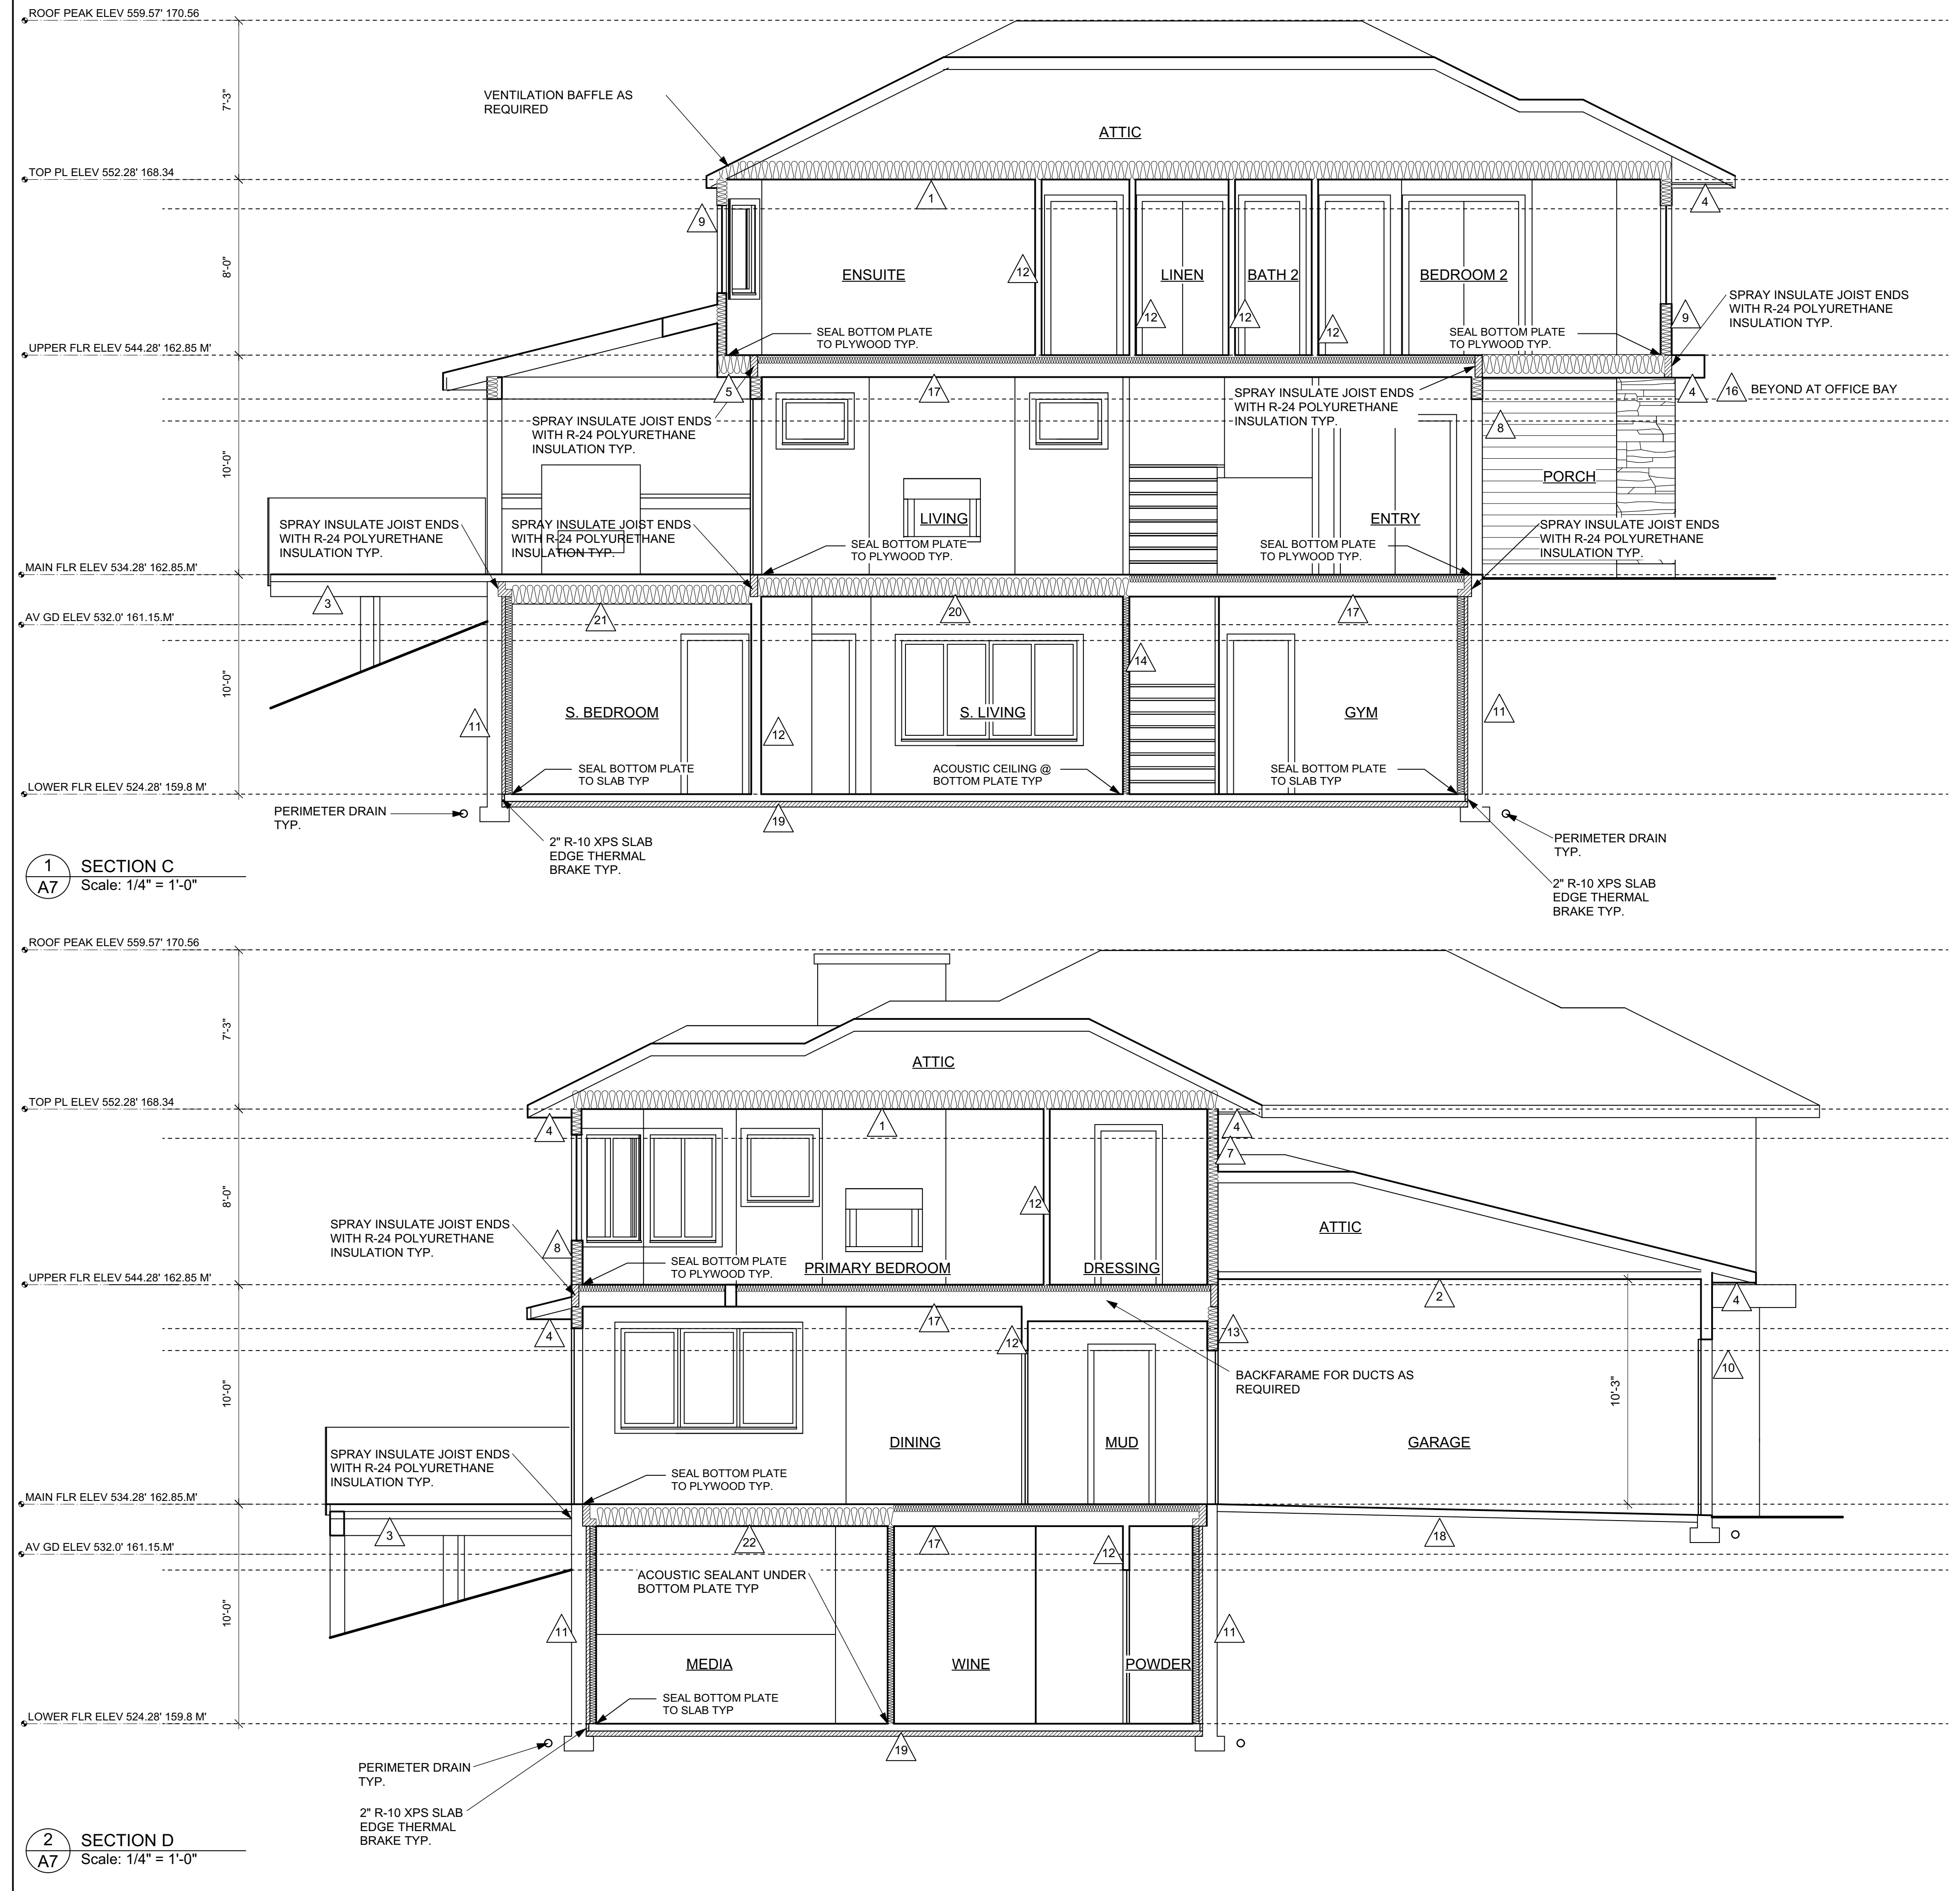 ROOF PEAK ELEV 559.57' 170.56
7'-3"
VENTILATION BAFFLE AS
REQUIRED
ATTIC
TOP PL ELEV 552.28' 168.34
1
4
9
8'-0"
ENSUITE
12
LINEN
BATH 2
BEDROOM 2
12
12
12
9
SPRAY INSULATE JOIST ENDS
WITH R-24 POLYURETHANE
INSULATION TYP.
SEAL BOTTOM PLATE
TO PLYWOOD TYP.
SEAL BOTTOM PLATE
TO PLYWOOD TYP.
UPPER FLR ELEV 544.28' 162.85 M'
5
17
4
16
BEYOND AT OFFICE BAY
SPRAY INSULATE JOIST ENDS
WITH R-24 POLYURETHANE
INSULATION TYP.
SPRAY INSULATE JOIST ENDS
WITH R-24 POLYURETHANE
INSULATION TYP.
8
10'-0"
PORCH
LIVING
ENTRY
SPRAY INSULATE JOIST ENDS
WITH R-24 POLYURETHANE
INSULATION TYP.
SPRAY INSULATE JOIST ENDS
WITH R-24 POLYURETHANE
INSULATION TYP.
SEAL BOTTOM PLATE
TO PLYWOOD TYP.
SEAL BOTTOM PLATE
TO PLYWOOD TYP.
SPRAY INSULATE JOIST ENDS
WITH R-24 POLYURETHANE
INSULATION TYP.
MAIN FLR ELEV 534.28' 162.85.M'
3
21
20
17
AV GD ELEV 532.0' 161.15.M'
14
10'-0"
S. BEDROOM
S. LIVING
GYM
11
12
11
SEAL BOTTOM PLATE
TO SLAB TYP
ACOUSTIC CEILING @
BOTTOM PLATE TYP
SEAL BOTTOM PLATE
TO SLAB TYP
LOWER FLR ELEV 524.28' 159.8 M'
PERIMETER DRAIN
TYP.
19
2" R-10 XPS SLAB
EDGE THERMAL
BRAKE TYP.
PERIMETER DRAIN
TYP.
2" R-10 XPS SLAB
EDGE THERMAL
BRAKE TYP.
1
A7
SECTION C
Scale: 1/4" = 1'-0"
ROOF PEAK ELEV 559.57' 170.56
7'-3"
ATTIC
TOP PL ELEV 552.28' 168.34
4
1
4
7
8'-0"
12
ATTIC
SPRAY INSULATE JOIST ENDS
WITH R-24 POLYURETHANE
INSULATION TYP.
8
SEAL BOTTOM PLATE
TO PLYWOOD TYP.
PRIMARY BEDROOM
DRESSING
UPPER FLR ELEV 544.28' 162.85 M'
2
4
4
17
12
13
BACKFARAME FOR DUCTS AS
REQUIRED
10
10'-0"
10'-3"
DINING
MUD
GARAGE
SPRAY INSULATE JOIST ENDS
WITH R-24 POLYURETHANE
INSULATION TYP.
SEAL BOTTOM PLATE
TO PLYWOOD TYP.
MAIN FLR ELEV 534.28' 162.85.M'
3
22
17
12
18
AV GD ELEV 532.0' 161.15.M'
ACOUSTIC SEALANT UNDER
BOTTOM PLATE TYP
10'-0"
11
11
MEDIA
WINE
POWDER
SEAL BOTTOM PLATE
TO SLAB TYP
LOWER FLR ELEV 524.28' 159.8 M'
19
PERIMETER DRAIN
TYP.
2" R-10 XPS SLAB
EDGE THERMAL
BRAKE TYP.
2
A7
SECTION D
Scale: 1/4" = 1'-0"